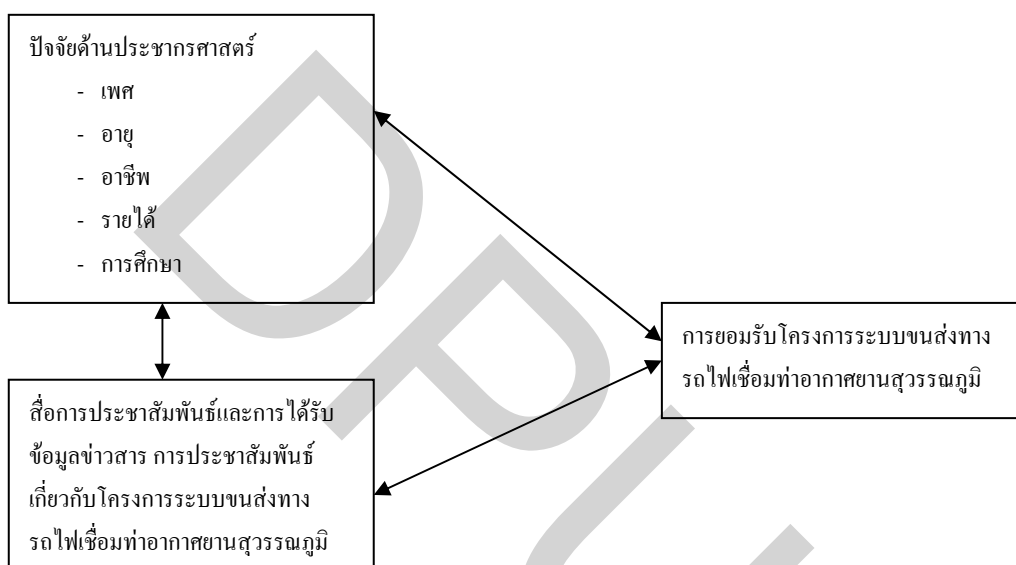 ปัจจัยด้านประชากรศาสตร์
- เพศ
- อายุ
- อาชีพ
- รายได้
- การศึกษา
การยอมรับโครงการระบบขนส่งทาง
รถไฟเชื่อมท่าอากาศยานสุวรรณภูมิ
สื่อการประชาสัมพันธ์และการได้รับ
ข้อมูลข่าวสาร การประชาสัมพันธ์
เกี่ยวกับโครงการระบบขนส่งทาง
รถไฟเชื่อมท่าอากาศยานสุวรรณภูมิ
DPU